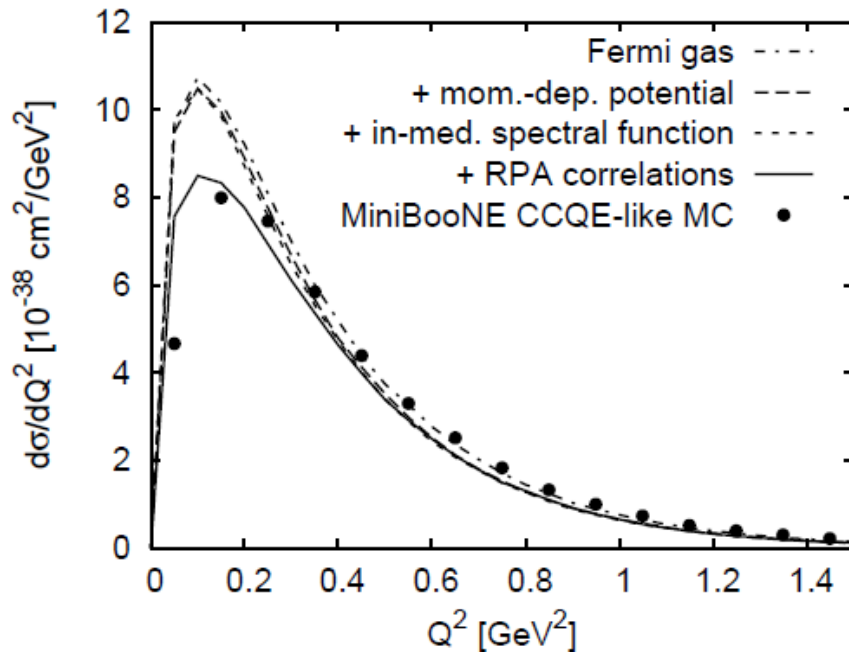 12
10
8
6
4
2
0
dσ/dQ² [10⁻³⁸ cm²/GeV²]
Fermi gas
+ mom.-dep. potential
+ in-med. spectral function
+ RPA correlations
MiniBooNE CCQE-like MC
0 0.2 0.4 0.6 0.8 1 1.2 1.4
Q² [GeV²]